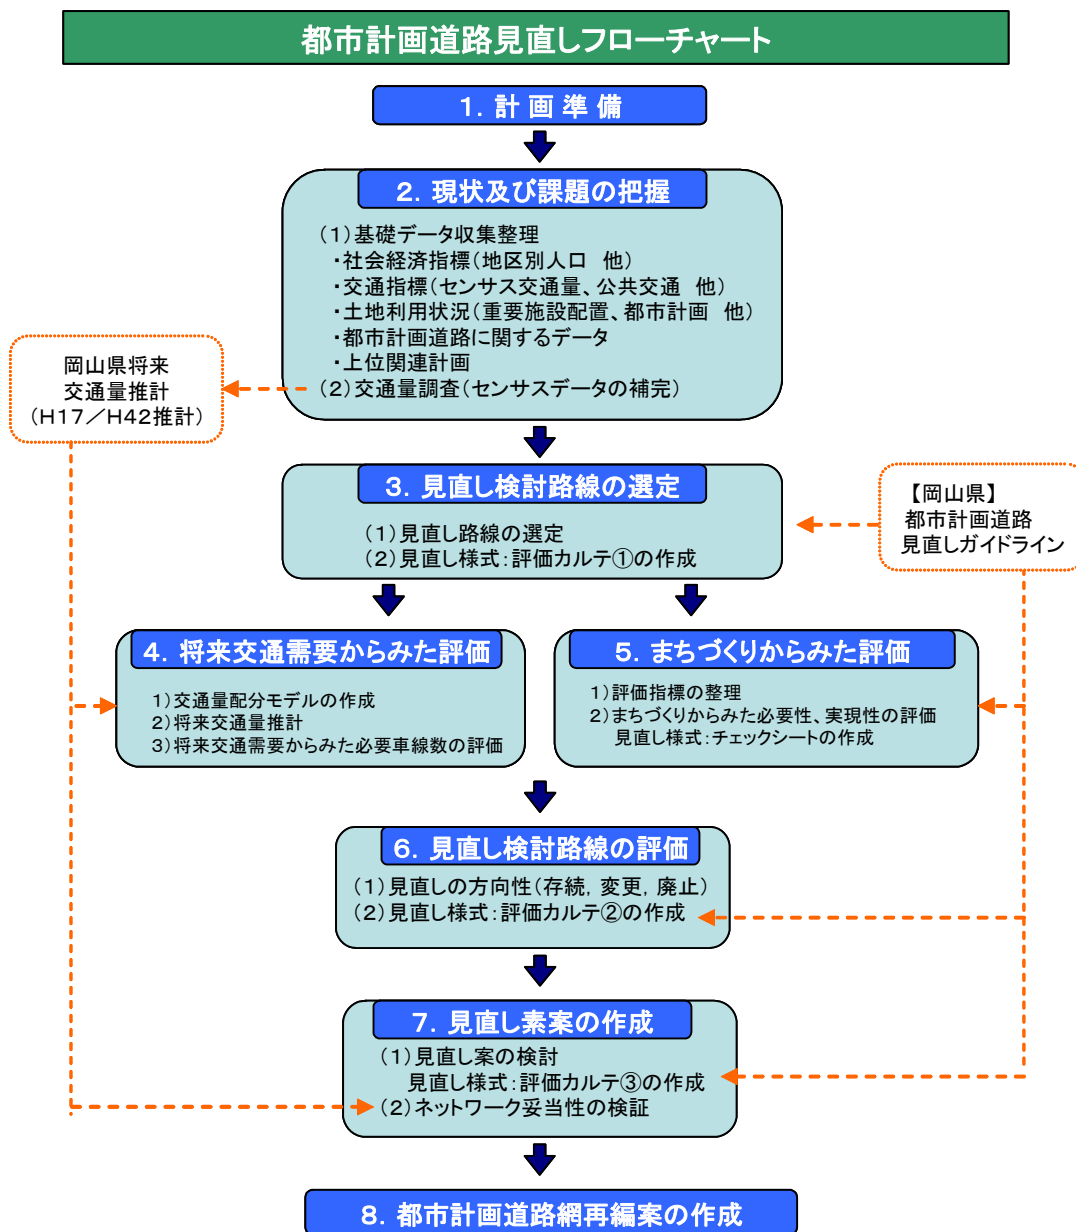 都市計画道路見直しフローチャート
1．計 画 準 備
2．現状及び課題の把握
（1）基礎データ収集整理
・社会経済指標（地区別人口　他）
・交通指標（センサス交通量、公共交通　他）
・土地利用状況（重要施設配置、都市計画　他）
・都市計画道路に関するデータ
・上位関連計画
（2）交通量調査（センサスデータの補完）
岡山県将来
交通量推計
（H17／H42推計）
3．見直し検討路線の選定
（1）見直し路線の選定
（2）見直し様式：評価カルテ①の作成
【岡山県】
都市計画道路
見直しガイドライン
4．将来交通需要からみた評価
1）交通量配分モデルの作成
2）将来交通量推計
3）将来交通需要からみた必要車線数の評価
5．まちづくりからみた評価
1）評価指標の整理
2）まちづくりからみた必要性、実現性の評価
見直し様式：チェックシートの作成
6．見直し検討路線の評価
（1）見直しの方向性（存続，変更，廃止）
（2）見直し様式：評価カルテ②の作成
7．見直し素案の作成
（1）見直し案の検討
見直し様式：評価カルテ③の作成
（2）ネットワーク妥当性の検証
8．都市計画道路網再編案の作成